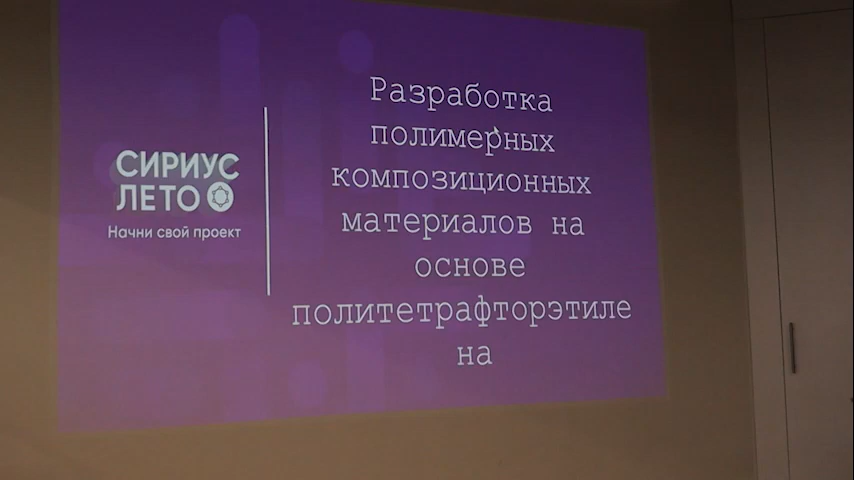 СИРИУС
ЛЕТО
Начни свой проект
Разработка
полимерных
композиционных
материалов на
основе
политетрафторэтиле
на